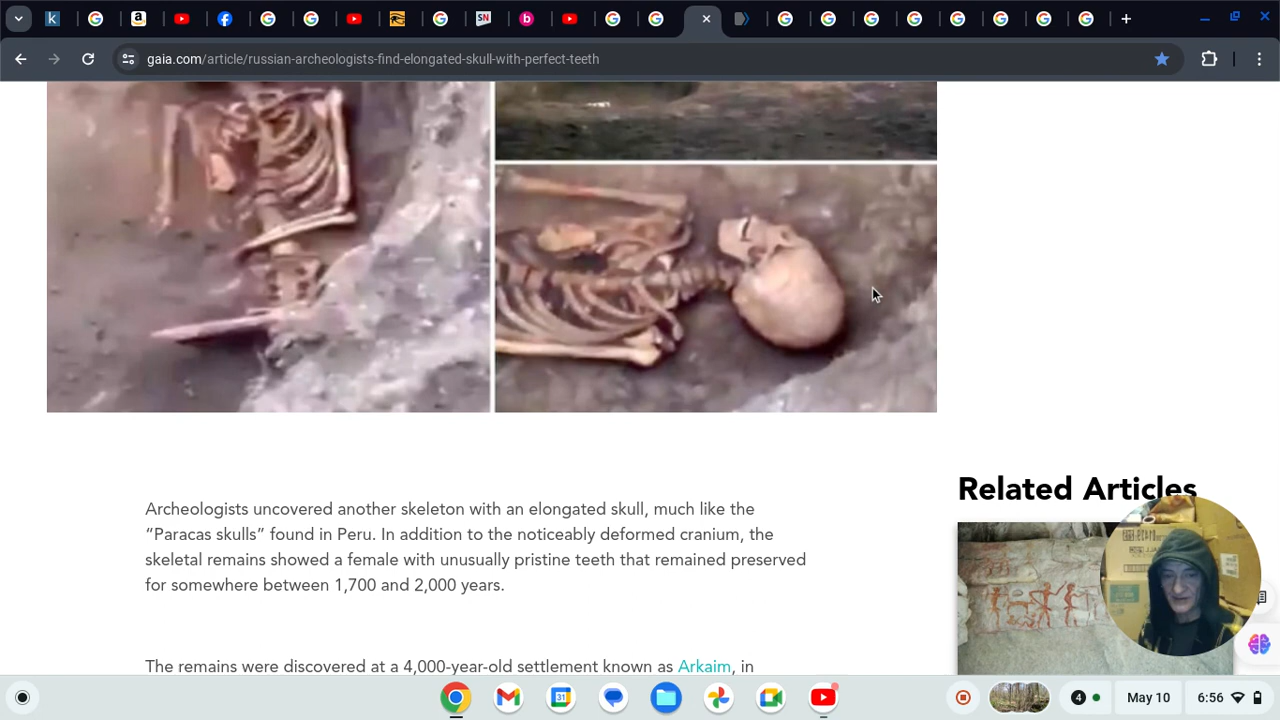 K
a
SN
b
gaia.com/article/russian-archeologists-find-elongated-skull-with-perfect-teeth
Archeologists uncovered another skeleton with an elongated skull, much like the
“Paracas skulls” found in Peru. In addition to the noticeably deformed cranium, the
skeletal remains showed a female with unusually pristine teeth that remained preserved
for somewhere between 1,700 and 2,000 years.
The remains were discovered at a 4,000-year-old settlement known as Arkaim, in
Related Articles
31
4
May 10
6:56